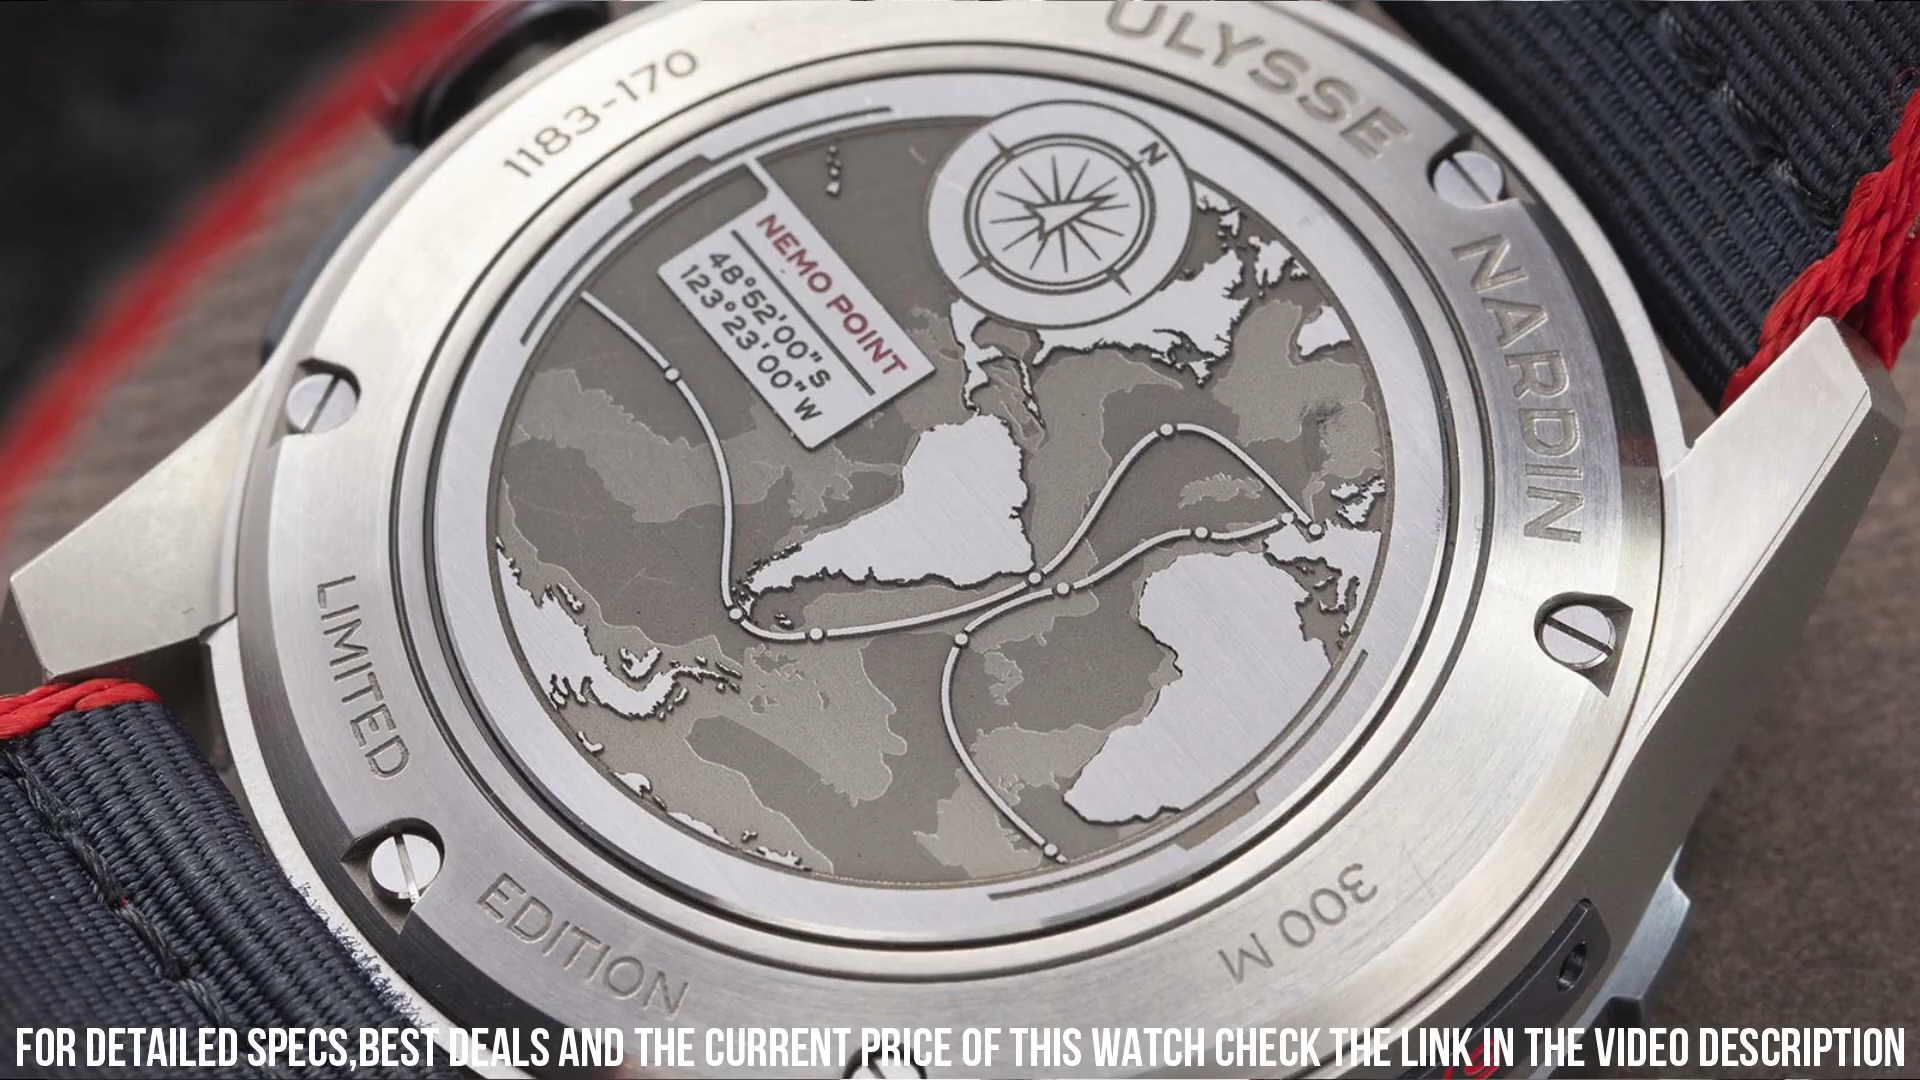 1183-170
ULYSSE NARDIN
N
NEMO POINT
48°52'00"S
123°23'00"W
LIMITED EDITION
300 M
FOR DETAILED SPECS,BEST DEALS AND THE CURRENT PRICE OF THIS WATCH CHECK THE LINK IN THE VIDEO DESCRIPTION